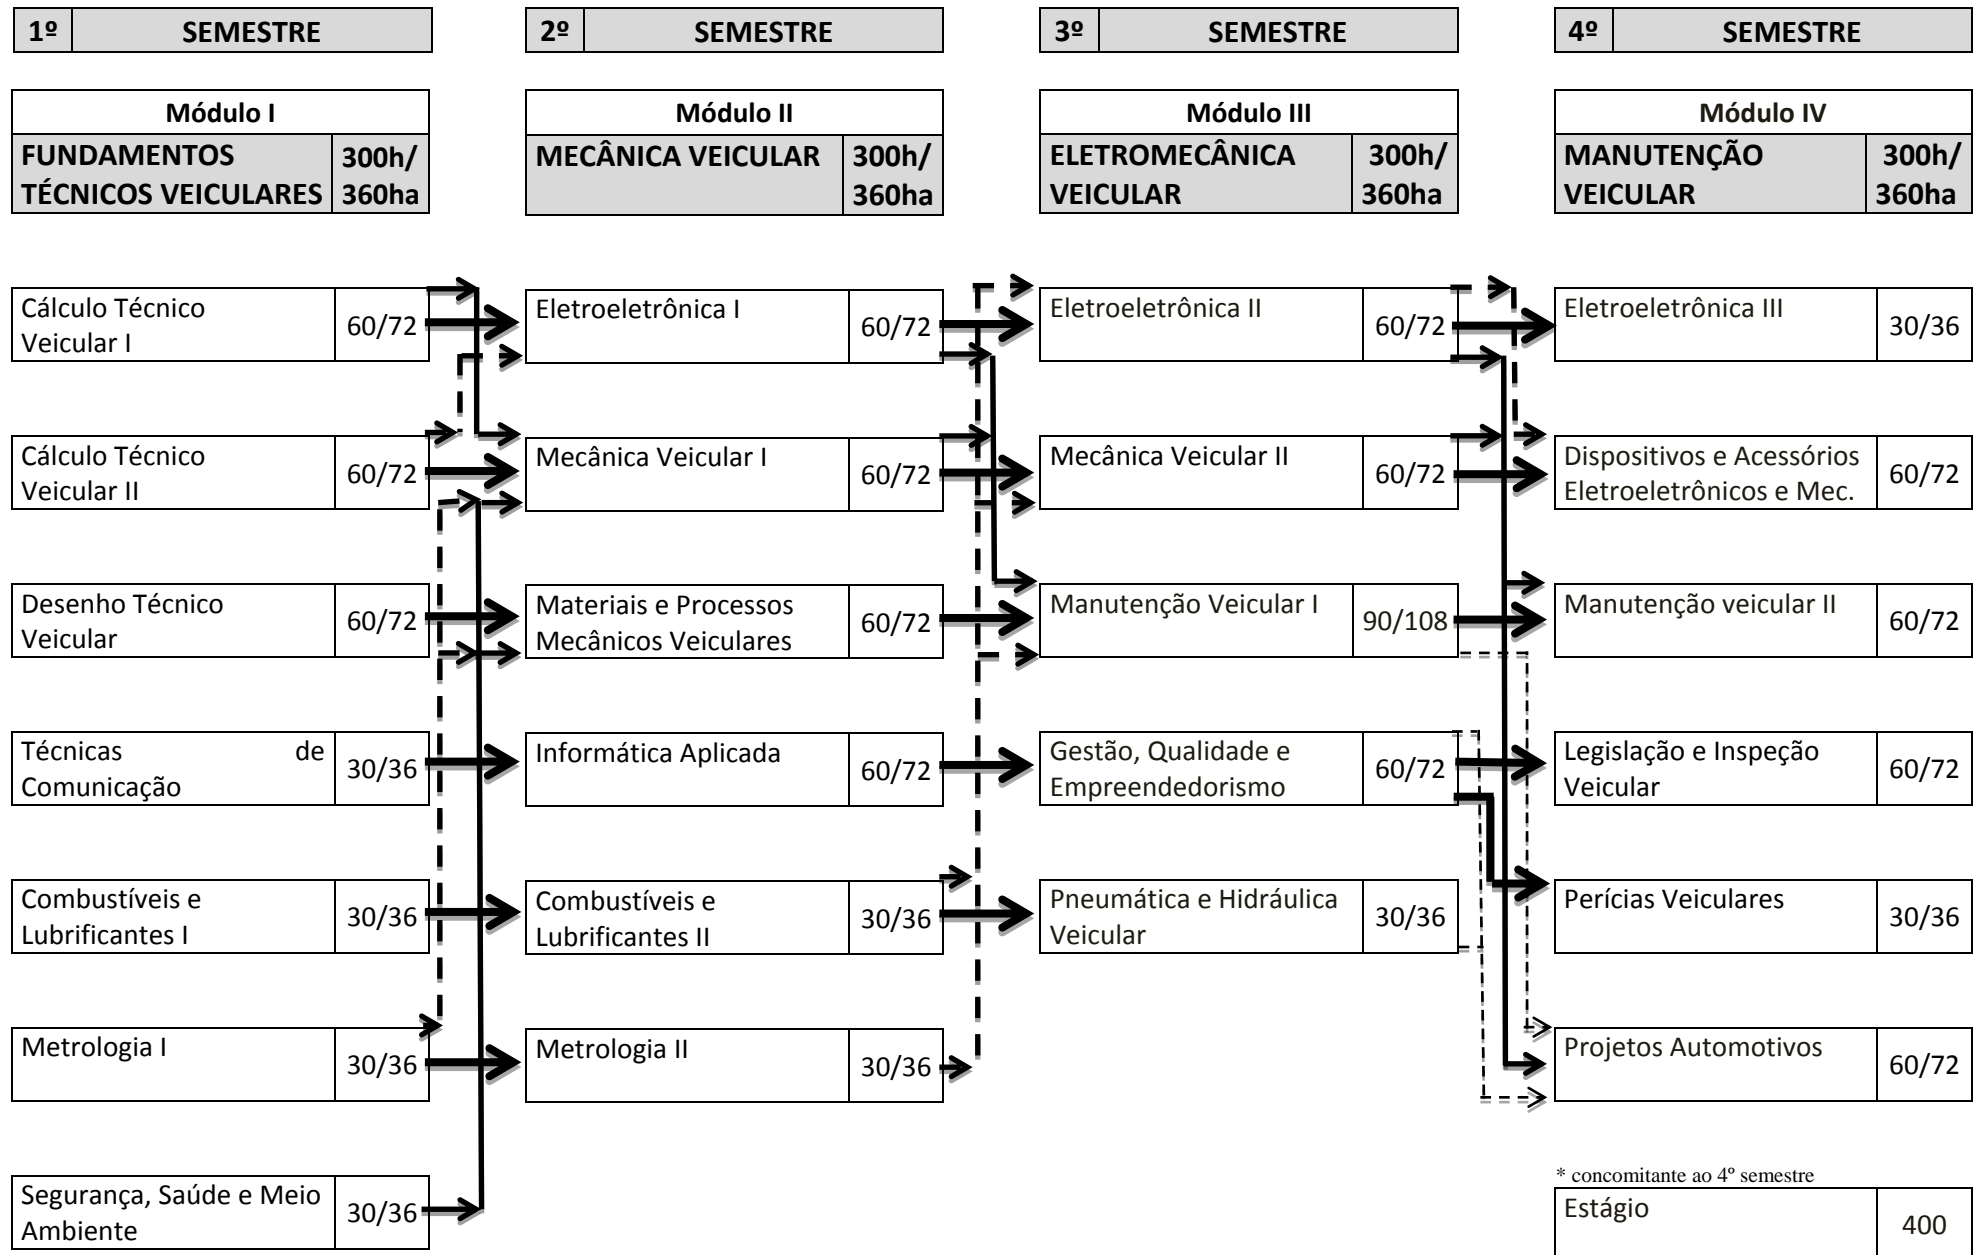 1º SEMESTRE
2º SEMESTRE
3º SEMESTRE
4º SEMESTRE
Módulo I
FUNDAMENTOS
TÉCNICOS VEICULARES
300h/
360ha
Módulo II
MECÂNICA VEICULAR
300h/
360ha
Módulo III
ELETROMECÂNICA
VEICULAR
300h/
360ha
Módulo IV
MANUTENÇÃO
VEICULAR
300h/
360ha
Cálculo Técnico
Veicular I
60/72
Eletroeletrônica I
60/72
Eletroeletrônica II
60/72
Eletroeletrônica III
30/36
Cálculo Técnico
Veicular II
60/72
Mecânica Veicular I
60/72
Mecânica Veicular II
60/72
Dispositivos e Acessórios
Eletroeletrônicos e Mec.
60/72
Desenho Técnico
Veicular
60/72
Materiais e Processos
Mecânicos Veiculares
60/72
Manutenção Veicular I
90/108
Manutenção veicular II
60/72
Técnicas de
Comunicação
30/36
Informática Aplicada
60/72
Gestão, Qualidade e
Empreendedorismo
60/72
Legislação e Inspeção
Veicular
60/72
Combustíveis e
Lubrificantes I
30/36
Combustíveis e
Lubrificantes II
30/36
Pneumática e Hidráulica
Veicular
30/36
Perícias Veiculares
30/36
Metrologia I
30/36
Metrologia II
30/36
Projetos Automotivos
60/72
Segurança, Saúde e Meio
Ambiente
30/36
* concomitante ao 4º semestre
Estágio
400